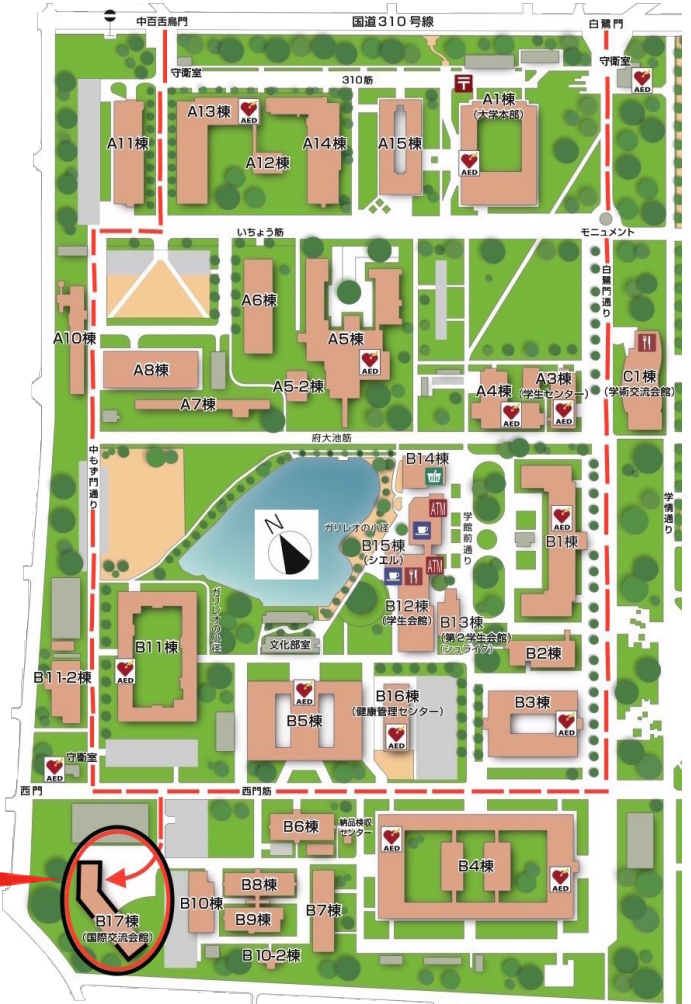 中百舌鳥門
国道310号線
白鷺門
守衛室
310筋
守衛室
A1棟
(大学本部)
A13棟
AED
A14棟
A15棟
A11棟
A12棟
AED
AED
いちょう筋
モニュメント
白鷺門通り
A6棟
A10棟
A5棟
AED
A8棟
A5-2棟
A7棟
A4棟
AED
A3棟
(学生センター)
AED
C1棟
(学術交流会館)
府大池筋
中もず門通り
B14棟
学情通り
ATM
ガリレオの小径
N
学館前通り
AED
B1棟
B15棟
(シエル)
ATM
B12棟
(学生会館)
B13棟
(第2学生会館)
(シュライク)
ガリレオの小径
文化部室
B11棟
AED
B2棟
B11-2棟
B16棟
(健康管理センター)
AED
B5棟
AED
B3棟
AED
守衛室
AED
西門
西門筋
B6棟
納品検収
センター
AED
B4棟
AED
B8棟
B10棟
B7棟
B9棟
B17棟
(国際交流会館)
B10-2棟